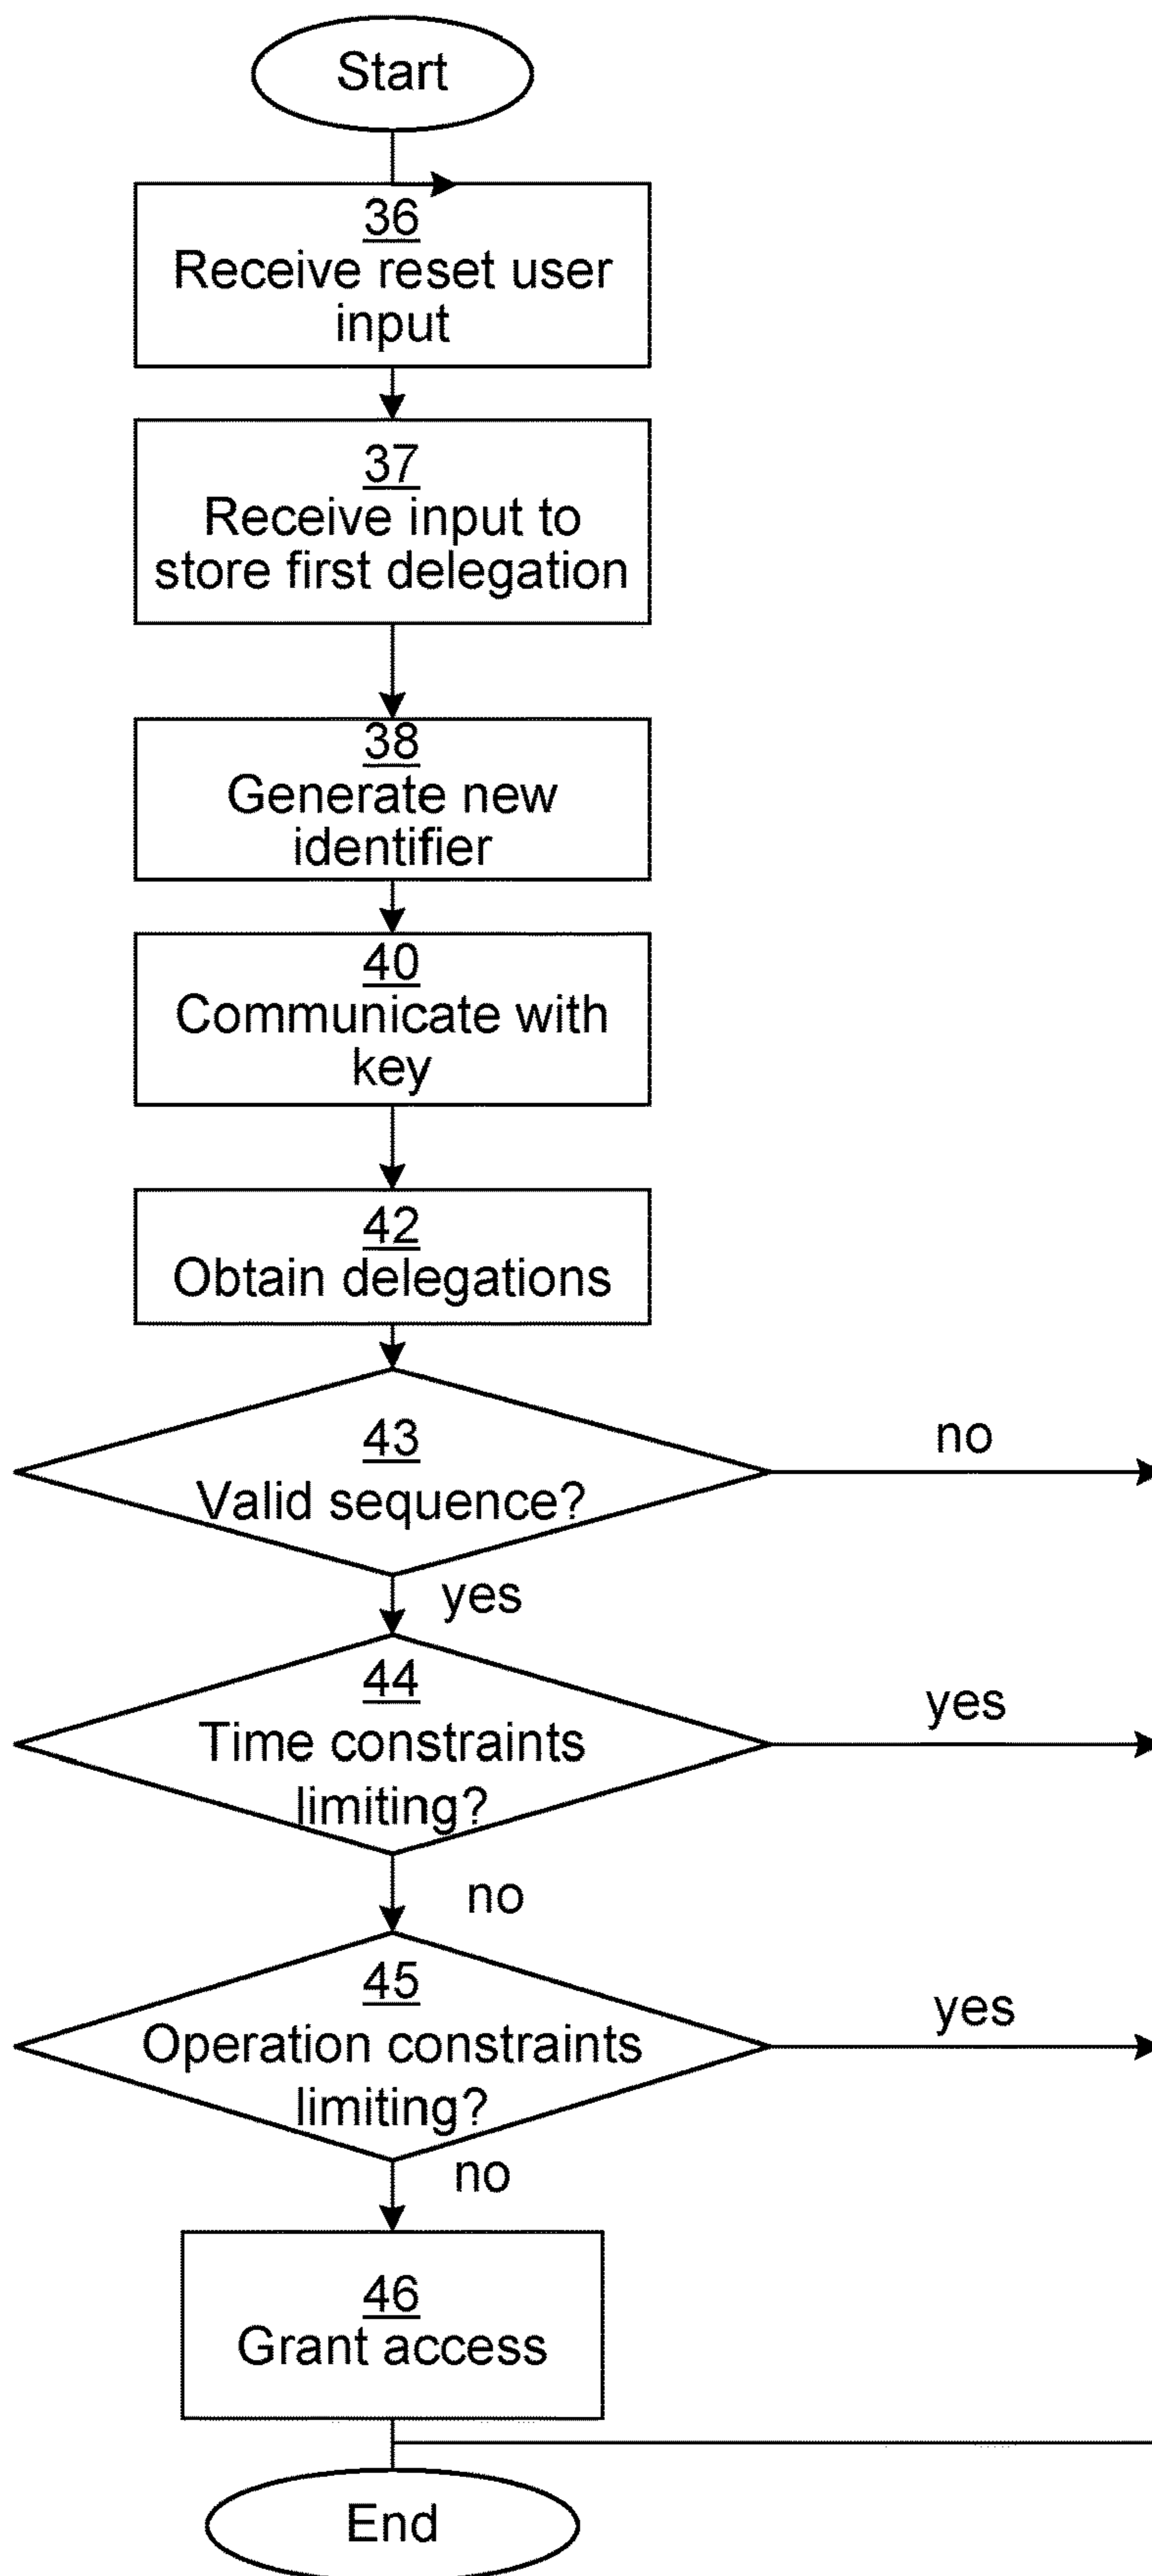 Start
36
Receive reset user
input
37
Receive input to
store first delegation
38
Generate new
identifier
40
Communicate with
key
42
Obtain delegations
43
Valid sequence?
no
yes
44
Time constraints
limiting?
yes
no
45
Operation constraints
limiting?
yes
no
46
Grant access
End